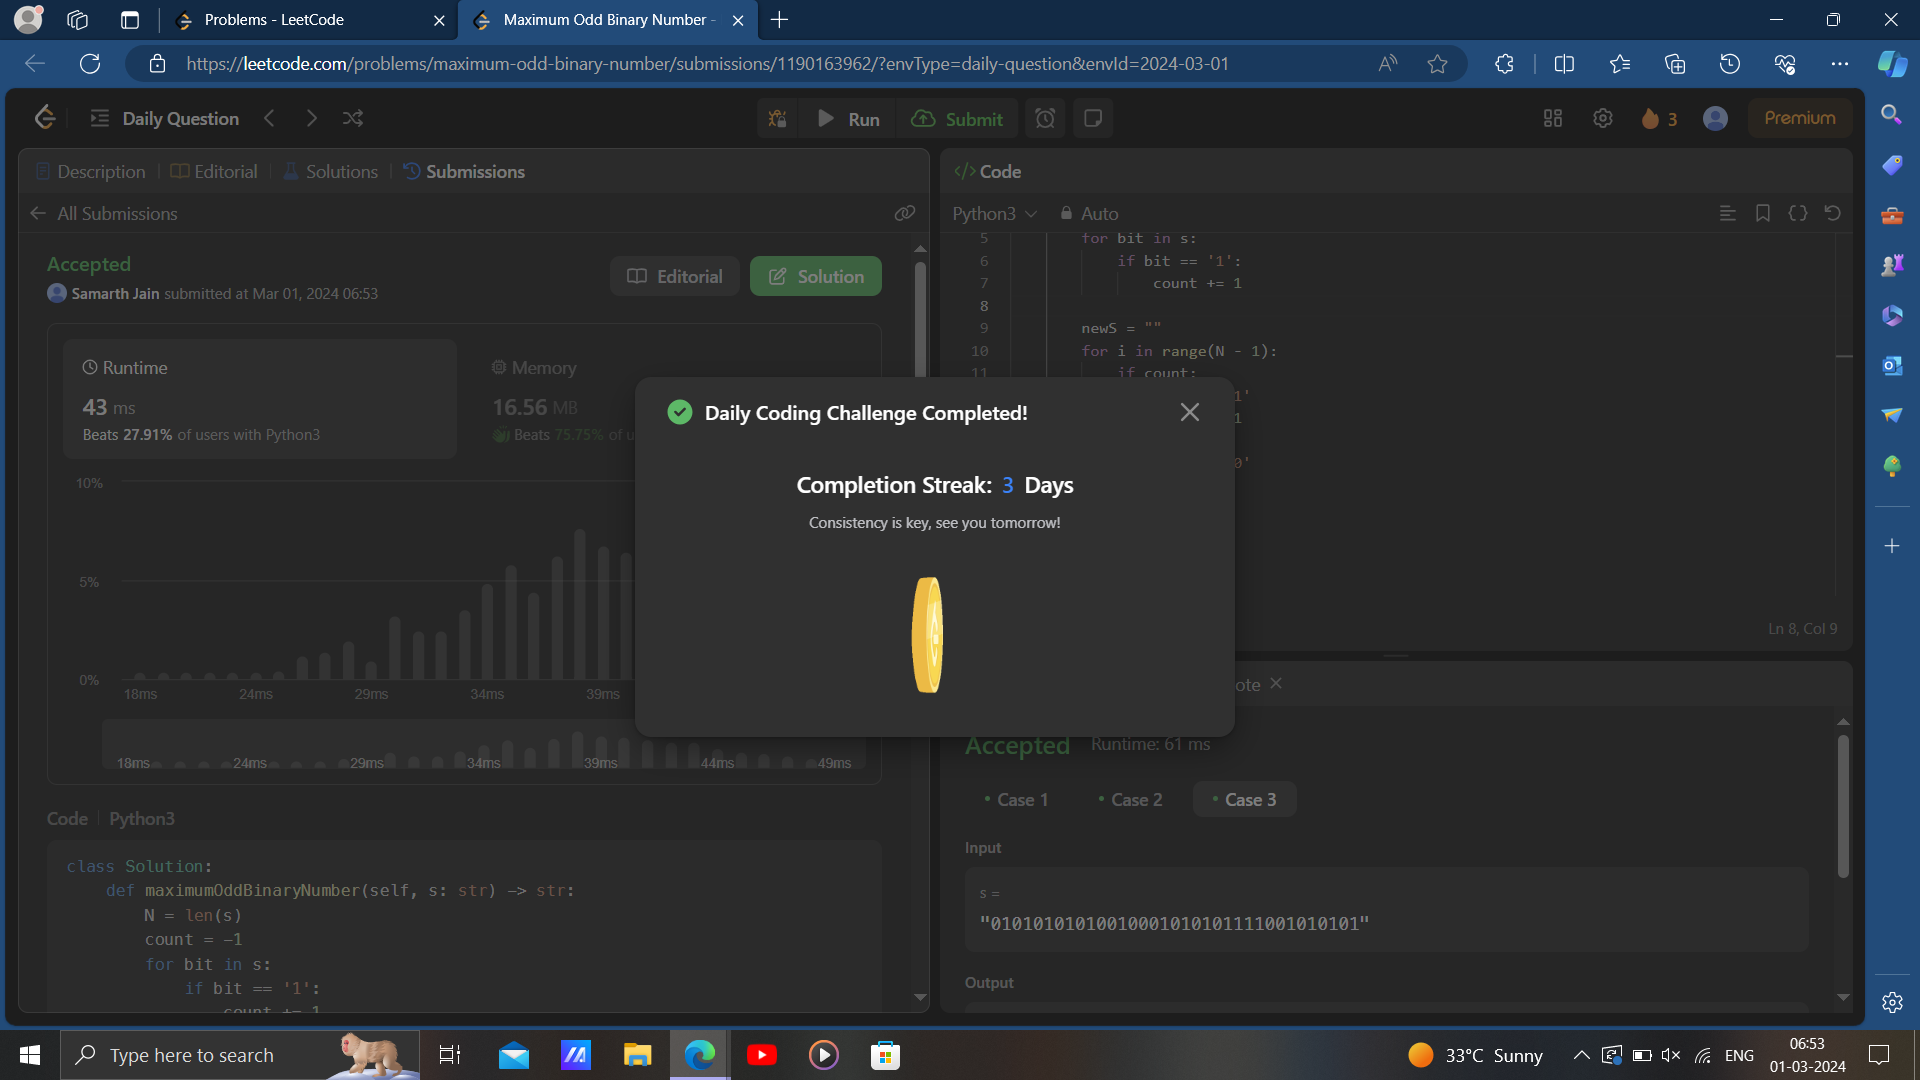 Problems - LeetCode
Maximum Odd Binary Number -
https://leetcode.com/problems/maximum-odd-binary-number/submissions/1190163962/?envType=daily-question&envId=2024-03-01
Daily Question
Run
Submit
3
Premium
Description
Editorial
Solutions
Submissions
All Submissions
Accepted
Samarth Jain submitted at Mar 01, 2024 06:53
Editorial
Solution
Runtime
43 ms
Beats 27.91% of users with Python3
Memory
16.56 MB
Beats 75.75% of u
10%
5%
0%
18ms 24ms 29ms 34ms 39ms
18ms 24ms 29ms 34ms 39ms 44ms 49ms
Code | Python3
class Solution:
def maximumOddBinaryNumber(self, s: str) -> str:
N = len(s)
count = -1
for bit in s:
if bit == '1':
count += 1
</> Code
Python3
Auto
5 for bit in s:
6 if bit == '1':
7 count += 1
8
9 newS = ""
10 for i in range(N - 1):
11 if count:
1'
1
0'
Ln 8, Col 9
Daily Coding Challenge Completed!
Completion Streak: 3 Days
Consistency is key, see you tomorrow!
ote
Accepted
Runtime: 61 ms
Case 1
Case 2
Case 3
Input
s =
"0101010101001000101010111100101​0101"
Output
Type here to search
33°C Sunny
ENG
06:53
01-03-2024